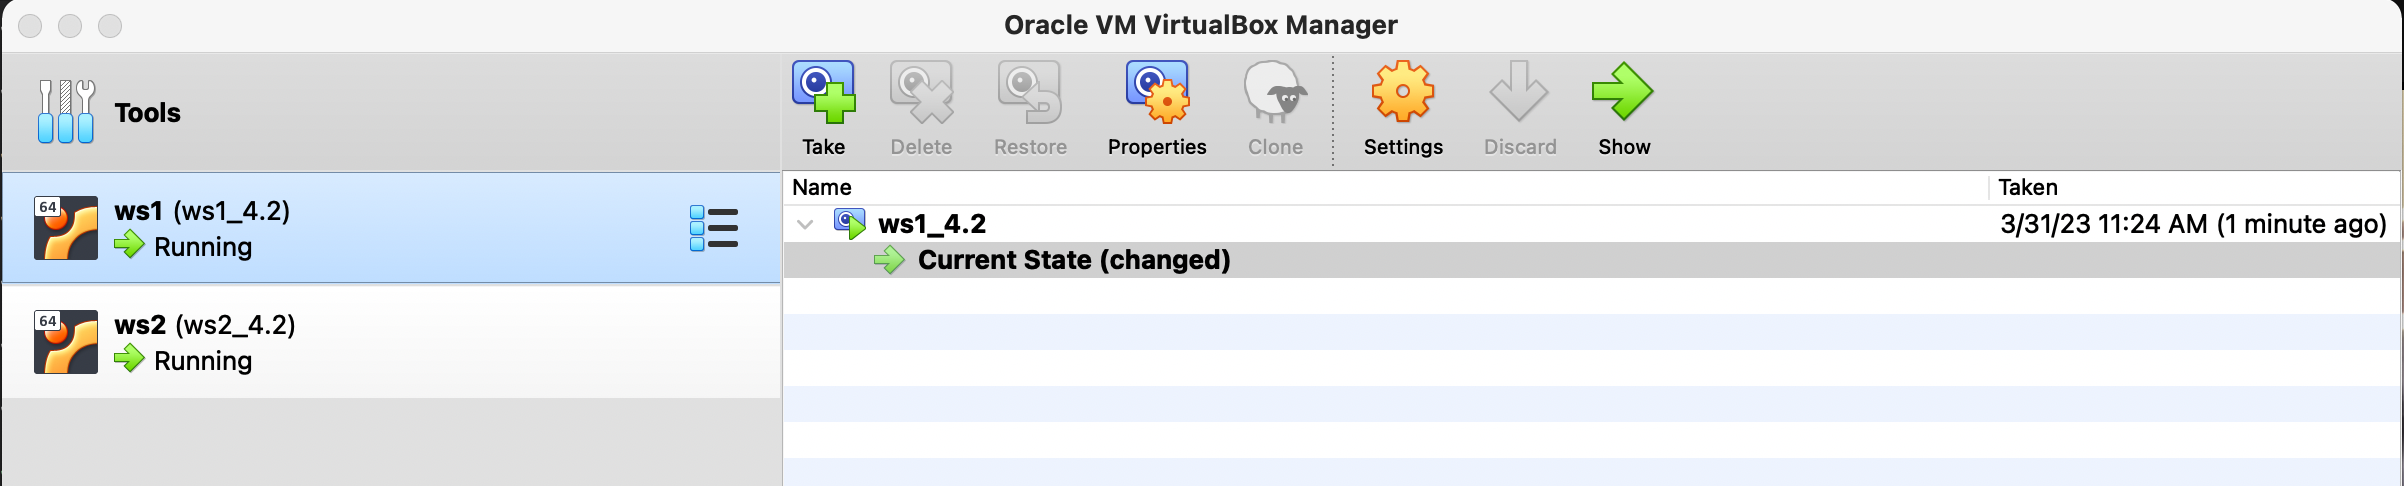 Oracle VM VirtualBox Manager
Tools
Take Delete Restore Properties Clone Settings Discard Show
64
ws1 (ws1_4.2)
Running
64
ws2 (ws2_4.2)
Running
Name Taken
ws1_4.2 3/31/23 11:24 AM (1 minute ago)
Current State (changed)